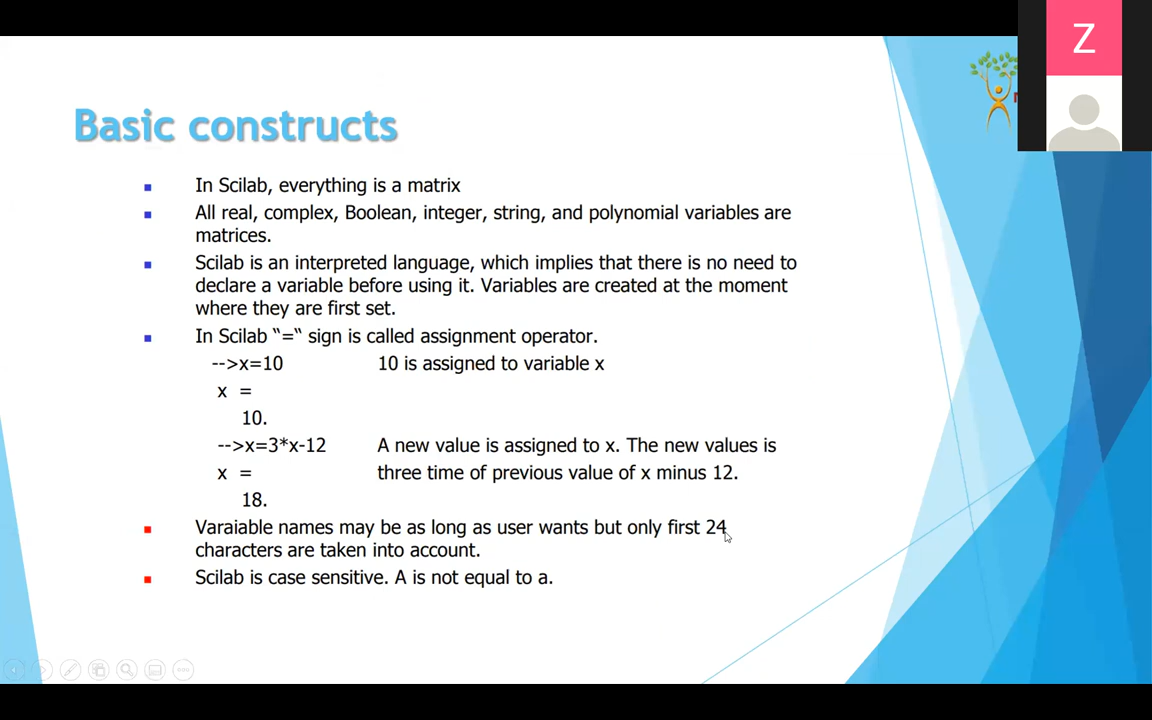 Z
Basic constructs
In Scilab, everything is a matrix
All real, complex, Boolean, integer, string, and polynomial variables are
matrices.
Scilab is an interpreted language, which implies that there is no need to
declare a variable before using it. Variables are created at the moment
where they are first set.
In Scilab “=“ sign is called assignment operator.
-->x=10 10 is assigned to variable x
x =
10.
-->x=3*x-12 A new value is assigned to x. The new values is
x = three time of previous value of x minus 12.
18.
Varaiable names may be as long as user wants but only first 24
characters are taken into account.
Scilab is case sensitive. A is not equal to a.